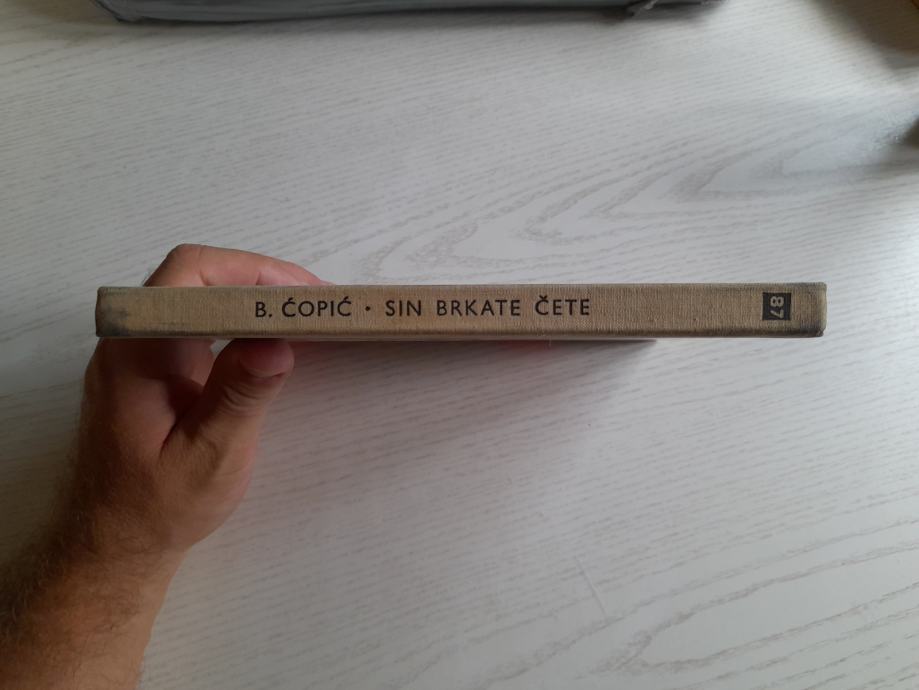 B. ĆOPIĆ · SIN BRKATE ČETE
87